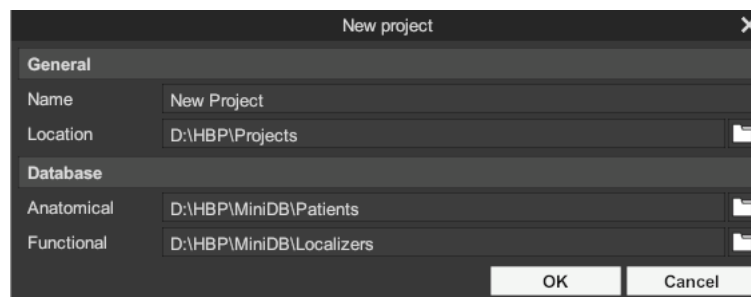 New project
General
Name New Project
Location D:\HBP\Projects
Database
Anatomical D:\HBP\MiniDB\Patients
Functional D:\HBP\MiniDB\Localizers
OK Cancel